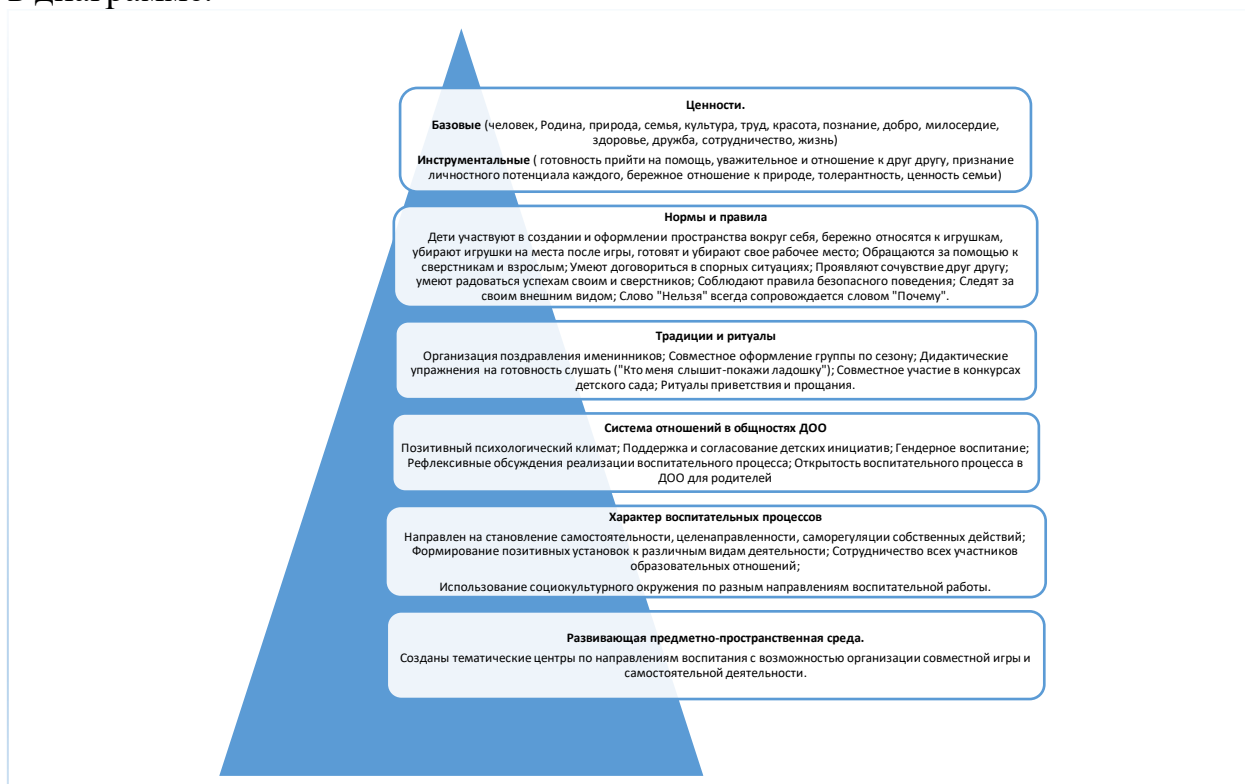 в диаграмме.
Ценности.
Базовые (человек, Родина, природа, семья, культура, труд, красота, познание, добро, милосердие,
здоровье, дружба, сотрудничество, жизнь)
Инструментальные ( готовность прийти на помощь, уважительное и отношение к друг другу, признание
личностного потенциала каждого, бережное отношение к природе, толерантность, ценность семьи)
Нормы и правила
Дети участвуют в создании и оформлении пространства вокруг себя, бережно относятся к игрушкам,
убирают игрушки на места после игры, готовят и убирают свое рабочее место; Обращаются за помощью к
сверстникам и взрослым; Умеют договориться в спорных ситуациях; Проявляют сочувствие друг другу;
умеют радоваться успехам своим и сверстников; Соблюдают правила безопасного поведения; Следят за
своим внешним видом; Слово "Нельзя" всегда сопровождается словом "Почему".
Традиции и ритуалы
Организация поздравления именинников; Совместное оформление группы по сезону; Дидактические
упражнения на готовность слушать ("Кто меня слышит-покажи ладошку"); Совместное участие в конкурсах
детского сада; Ритуалы приветствия и прощания.
Система отношений в общностях ДОО
Позитивный психологический климат; Поддержка и согласование детских инициатив; Гендерное воспитание;
Рефлексивные обсуждения реализации воспитательного процесса; Открытость воспитательного процесса в
ДОО для родителей
Характер воспитательных процессов
Направлен на становление самостоятельности, целенаправленности, саморегуляции собственных действий;
Формирование позитивных установок к различным видам деятельности; Сотрудничество всех участников
образовательных отношений;
Использование социокультурного окружения по разным направлениям воспитательной работы.
Развивающая предметно-пространственная среда.
Созданы тематические центры по направлениям воспитания с возможностью организации совместной игры и
самостоятельной деятельности.